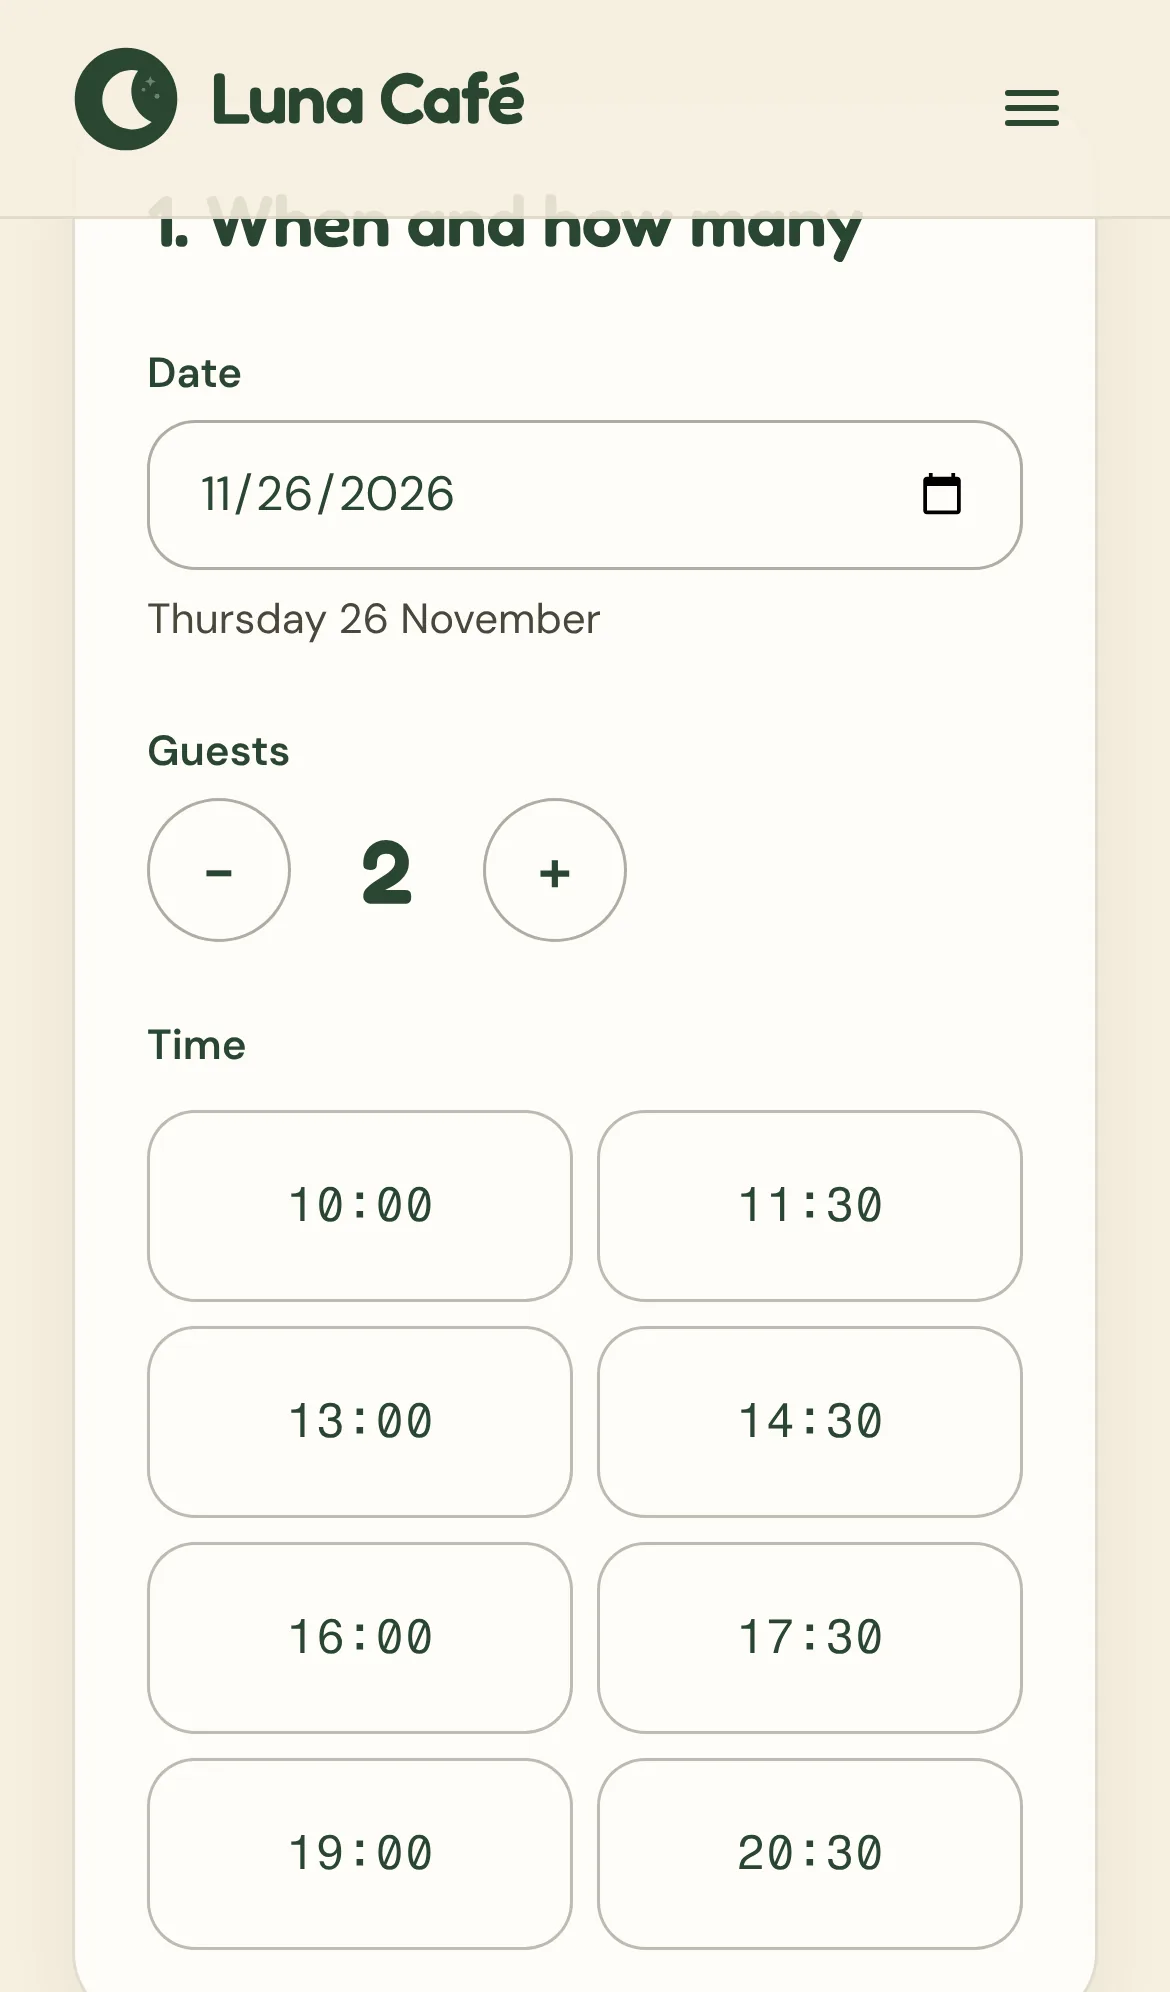 Luna Café
1. When and how many
Date
11/26/2026
Thursday 26 November
Guests
− 2 +
Time
10:00 11:30
13:00 14:30
16:00 17:30
19:00 20:30